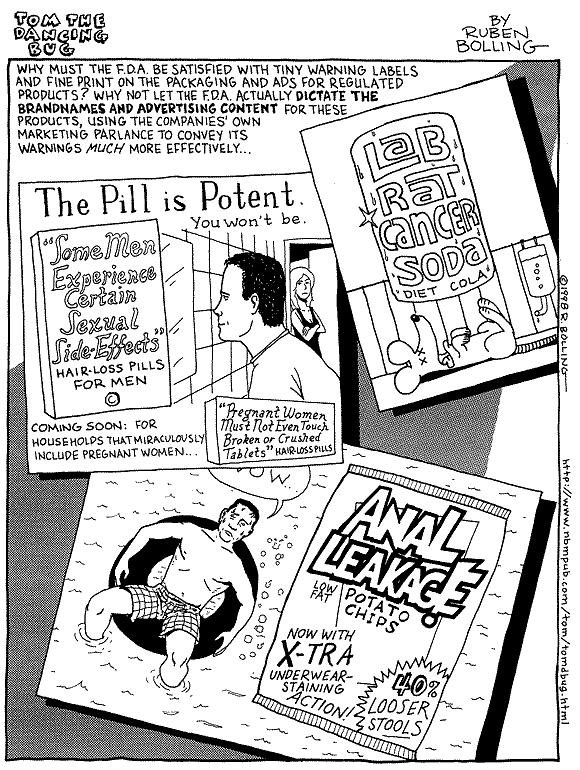 TOM THE
DANCING
BUG
BY
RUBEN
BOLLING
WHY MUST THE F.D.A. BE SATISFIED WITH TINY WARNING LABELS
AND FINE PRINT ON THE PACKAGING AND ADS FOR REGULATED
PRODUCTS? WHY NOT LET THE F.D.A. ACTUALLY DICTATE THE
BRANDNAMES AND ADVERTISING CONTENT FOR THESE
PRODUCTS, USING THE COMPANIES' OWN
MARKETING PARLANCE TO CONVEY ITS
WARNINGS MUCH MORE EFFECTIVELY...
The Pill is Potent.
You won't be.
"Some Men
Experience
Certain
Sexual
Side-Effects"
HAIR-LOSS PILLS
FOR MEN
©
COMING SOON: FOR
HOUSEHOLDS THAT MIRACULOUSLY
INCLUDE PREGNANT WOMEN...
"Pregnant Women
Must Not Even Touch
Broken or Crushed
Tablets" HAIR-LOSS PILLS
LAB
RAT
CANCER
SODA
DIET COLA
©1998 R. BOLLING
http://www.nbmpub.com/tom/tomdbug.html
ANAL
LEAKAGE
LOW
FAT
POTATO
CHIPS
NOW WITH
X-TRA
UNDERWEAR-
STAINING
ACTION!
40%
LOOSER
STOOLS